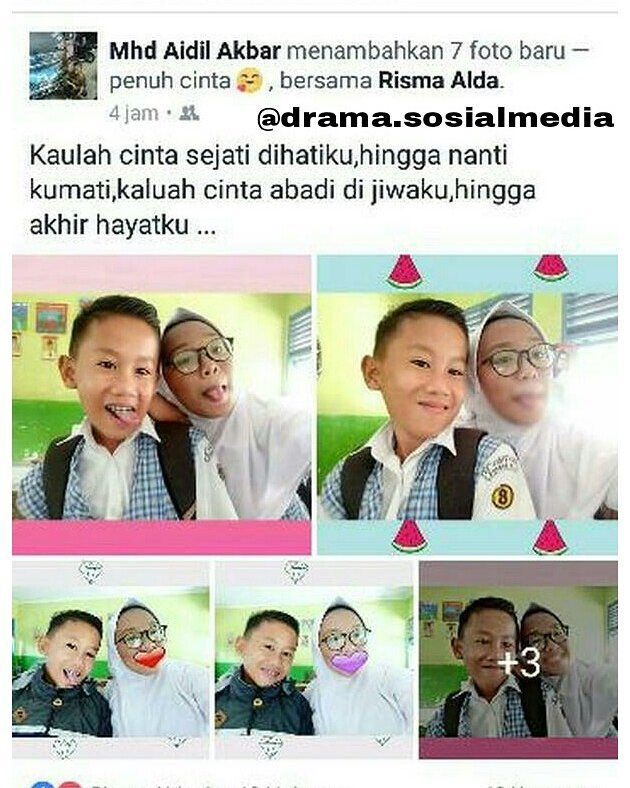 Mhd Aidil Akbar menambahkan 7 foto baru —
penuh cinta 🥰 , bersama Risma Alda.
4 jam ·
@drama.sosialmedia
Kaulah cinta sejati dihatiku,hingga nanti
kumati,kaluah cinta abadi di jiwaku,hingga
akhir hayatku ...
8
+3